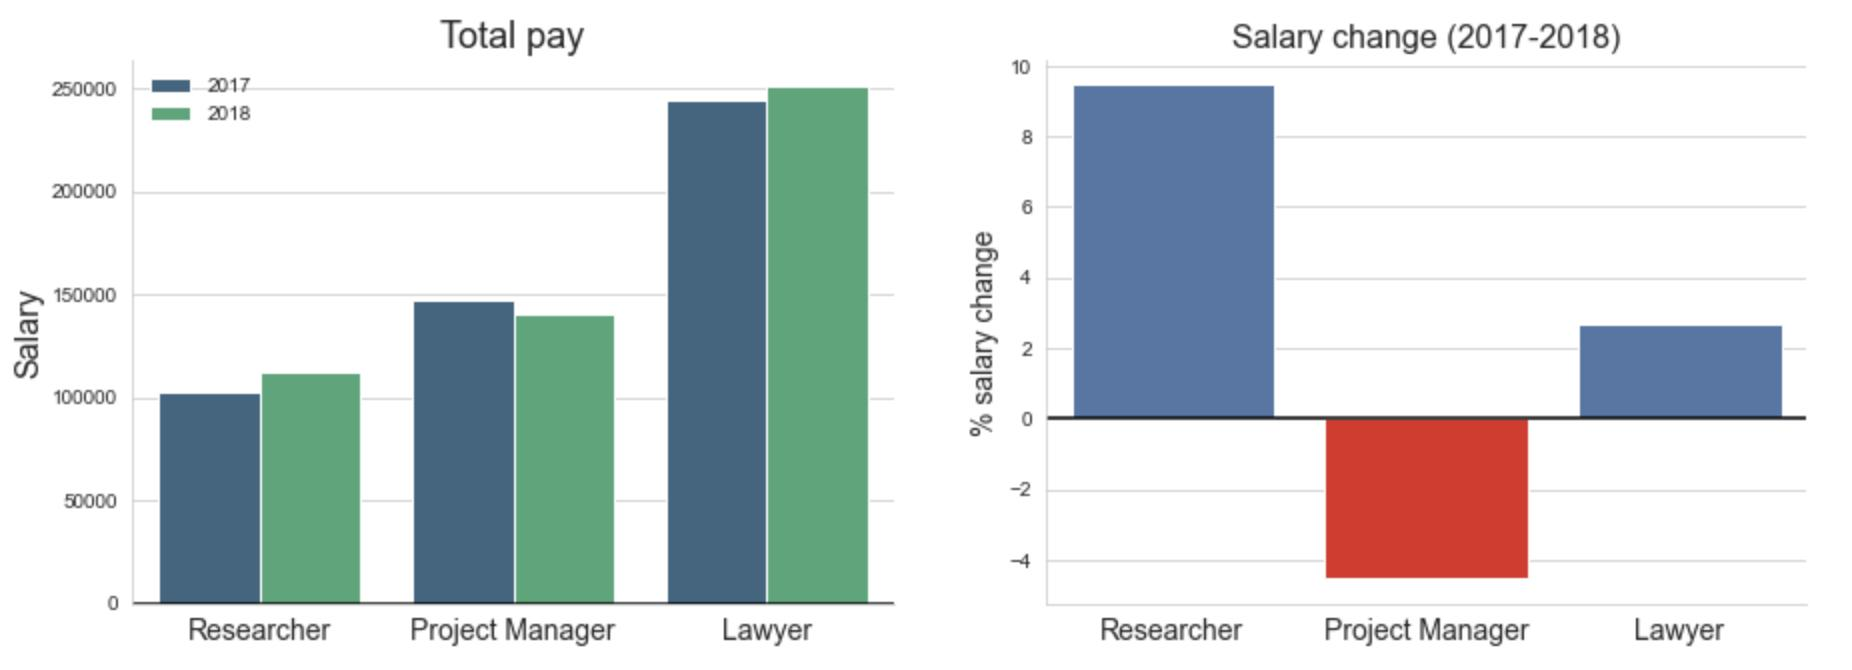 Total pay
2017
2018
250000
200000
150000
100000
50000
0
Salary
Researcher
Project Manager
Lawyer
Salary change (2017-2018)
10
8
6
4
2
0
−2
−4
% salary change
Researcher
Project Manager
Lawyer